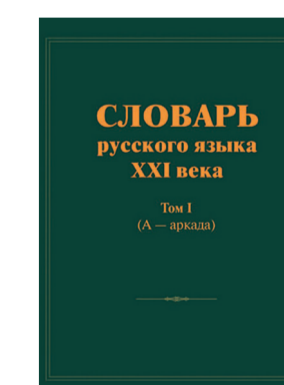 СЛОВАРЬ
русского языка
XXI века
Том I
(А — аркада)